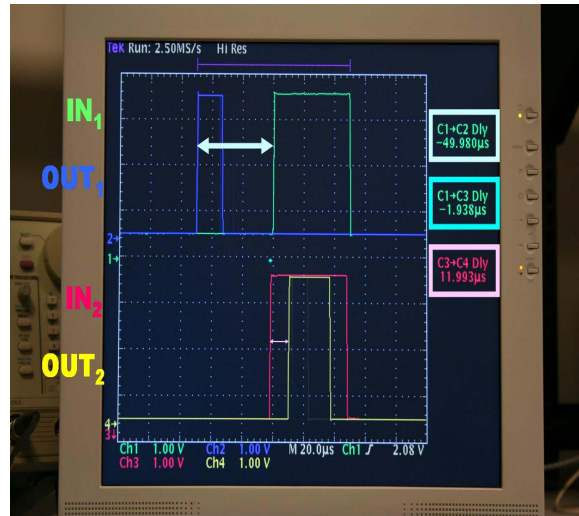 Tek Run: 2.50MS/s Hi Res
IN1
OUT1
IN2
OUT2
C1→C2 Dly
-49.980µs
C1→C3 Dly
-1.938µs
C3→C4 Dly
11.993µs
2→
1→
4→
3↓
Ch1 1.00 V Ch2 1.00 V M 20.0µs Ch1 ʃ 2.08 V
Ch3 1.00 V Ch4 1.00 V